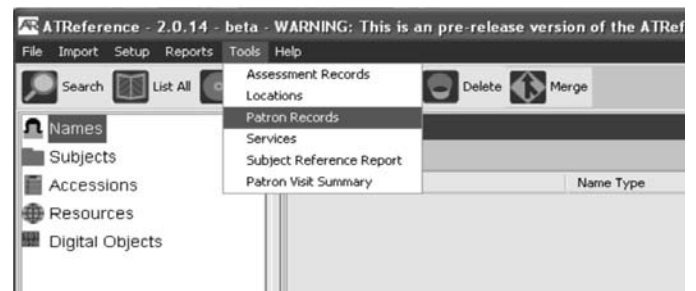 AR ATReference - 2.0.14 - beta - WARNING: This is an pre-release version of the ATRef
File Import Setup Reports Tools Help
Search List All Delete Merge
Assessment Records
Locations
Patron Records
Services
Subject Reference Report
Patron Visit Summary
Names
Subjects
Accessions
Resources
Digital Objects
Name Type